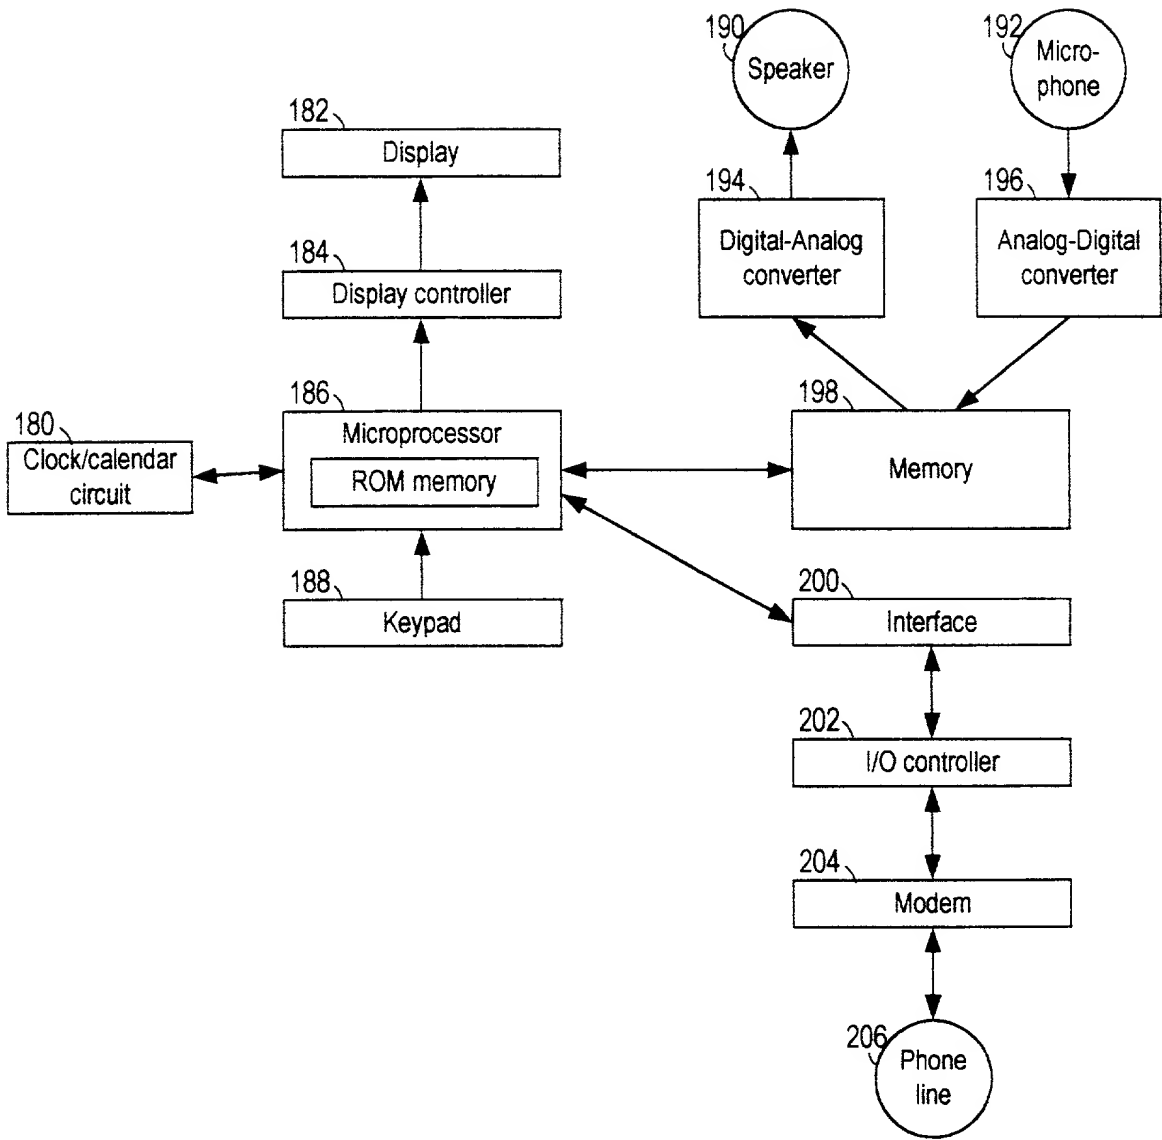 190
Speaker
192
Micro-
phone
182
Display
194
Digital-Analog
converter
196
Analog-Digital
converter
184
Display controller
186
Microprocessor
ROM memory
198
Memory
180
Clock/calendar
circuit
188
Keypad
200
Interface
202
I/O controller
204
Modem
206
Phone
line